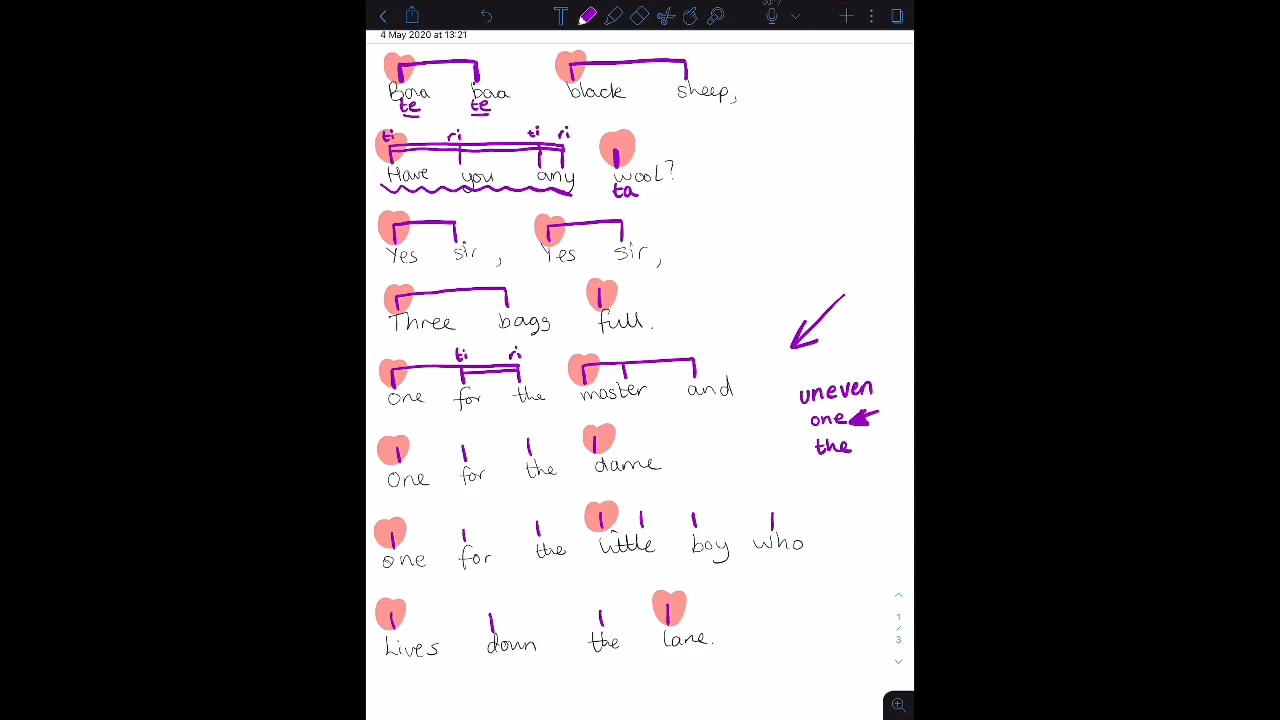 4 May 2020 at 13:21
Baa baa black sheep,
te te
ti ri ti ri
Have you any wool?
ta
Yes sir, Yes sir,
Three bags full.
ti ri
one for the master and
uneven
one
the
One for the dame
one for the little boy who
Lives down the lane.
1
/
3